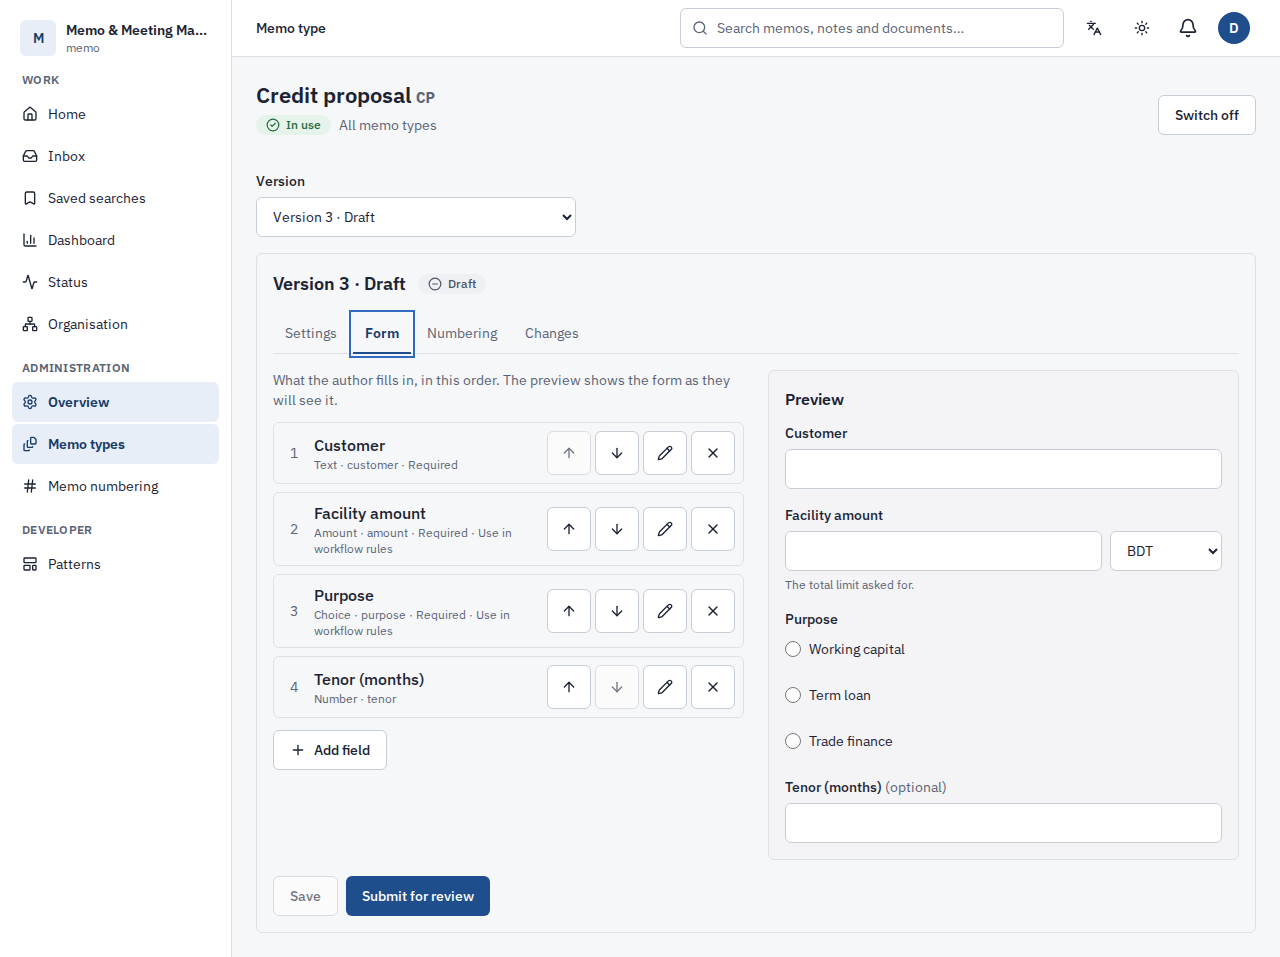 M
Memo & Meeting Ma...
memo
WORK
Home
Inbox
Saved searches
Dashboard
Status
Organisation
ADMINISTRATION
Overview
Memo types
Memo numbering
DEVELOPER
Patterns
Memo type
Search memos, notes and documents...
D
Credit proposal CP
In use
All memo types
Switch off
Version
Version 3 · Draft
Version 3 · Draft
Draft
Settings
Form
Numbering
Changes
What the author fills in, in this order. The preview shows the form as they
will see it.
1
Customer
Text · customer · Required
2
Facility amount
Amount · amount · Required · Use in
workflow rules
3
Purpose
Choice · purpose · Required · Use in
workflow rules
4
Tenor (months)
Number · tenor
Add field
Preview
Customer
Facility amount
BDT
The total limit asked for.
Purpose
Working capital
Term loan
Trade finance
Tenor (months) (optional)
Save
Submit for review